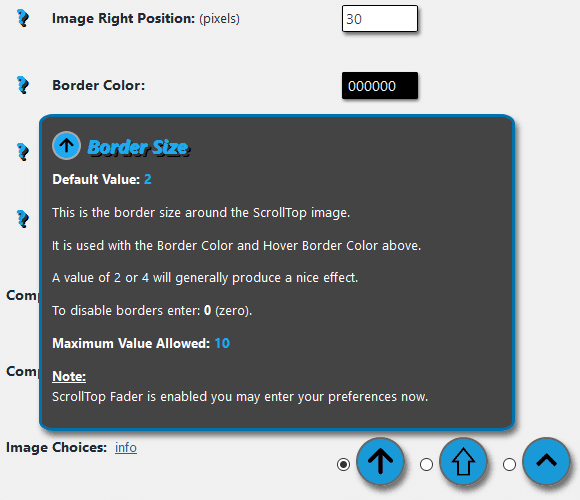 Image Right Position: (pixels) 30
Border Color: 000000
Border Size
Default Value: 2
This is the border size around the ScrollTop image.
It is used with the Border Color and Hover Border Color above.
A value of 2 or 4 will generally produce a nice effect.
To disable borders enter: 0 (zero).
Maximum Value Allowed: 10
Note:
ScrollTop Fader is enabled you may enter your preferences now.
Image Choices: info